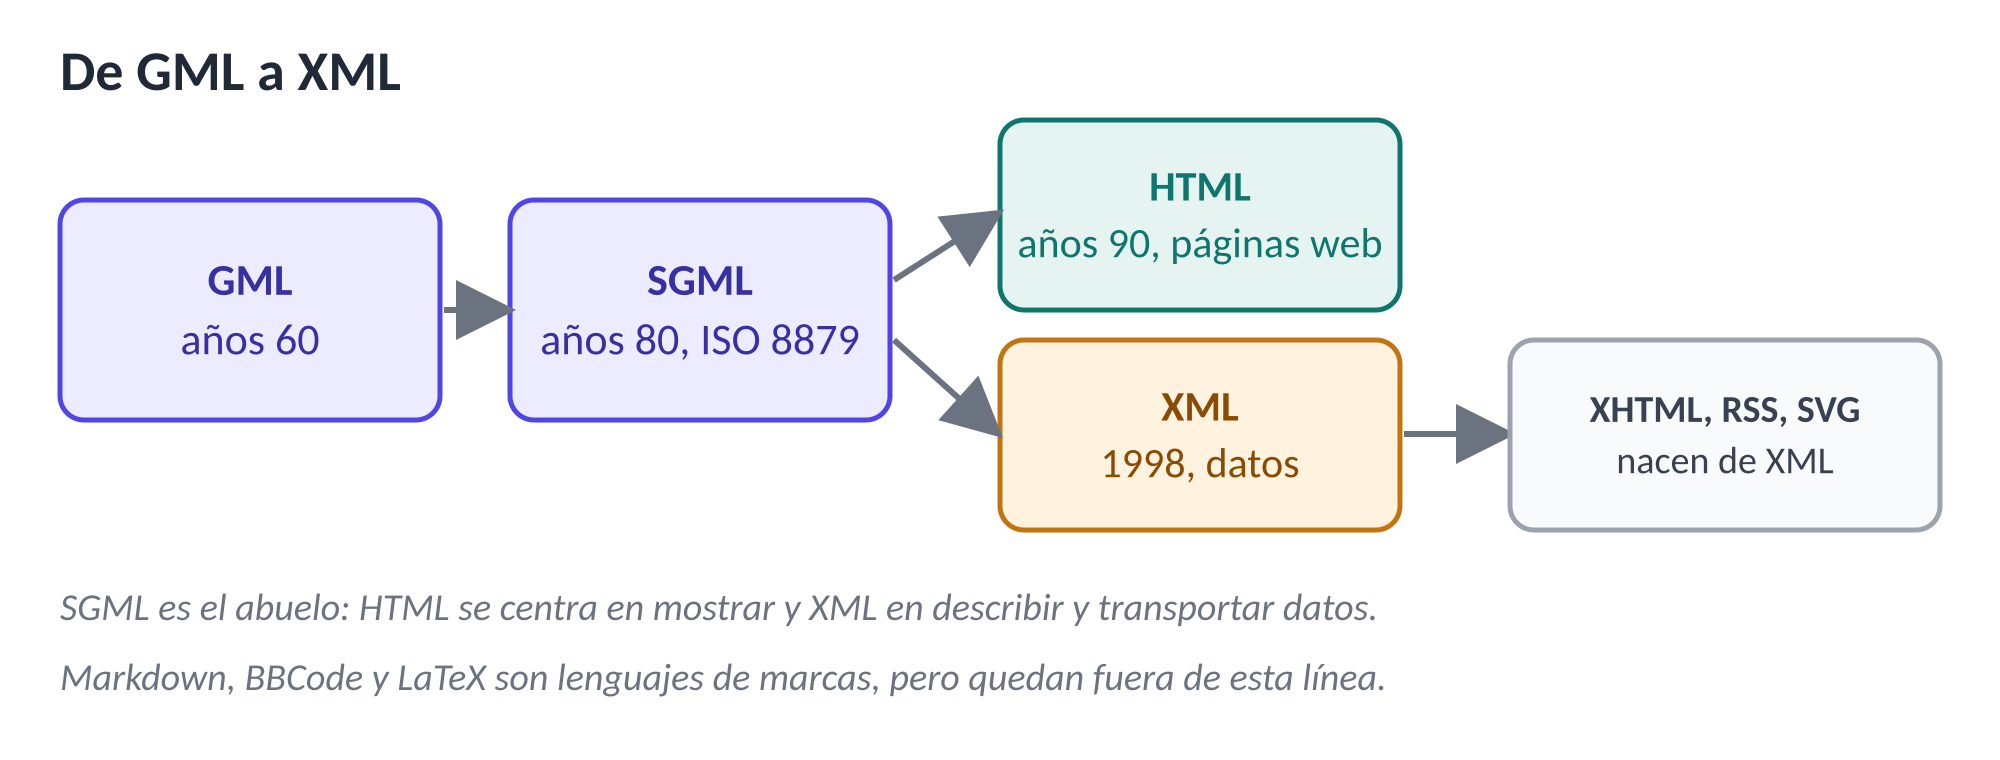 De GML a XML
GML
años 60
SGML
años 80, ISO 8879
HTML
años 90, páginas web
XML
1998, datos
XHTML, RSS, SVG
nacen de XML
SGML es el abuelo: HTML se centra en mostrar y XML en describir y transportar datos.
Markdown, BBCode y LaTeX son lenguajes de marcas, pero quedan fuera de esta línea.